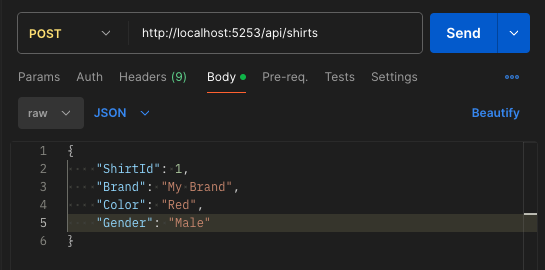 POST http://localhost:5253/api/shirts Send
Params Auth Headers (9) Body Pre-req. Tests Settings
raw JSON Beautify
1 {
2 "ShirtId": 1,
3 "Brand": "My Brand",
4 "Color": "Red",
5 "Gender": "Male"
6 }